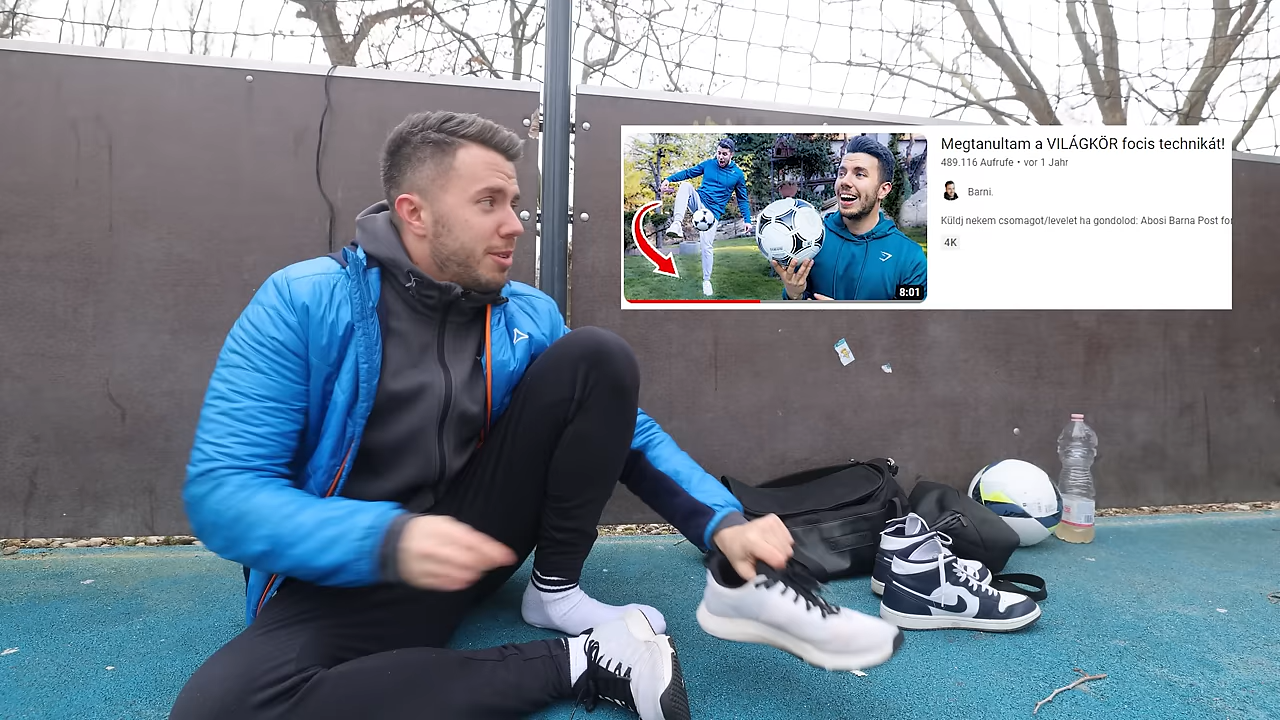 Megtanultam a VILÁGKÖR focis technikát!
489.116 Aufrufe • vor 1 Jahr
Barni.
Küldj nekem csomagot/levelet ha gondolod: Abosi Barna Post for
4K
8:01